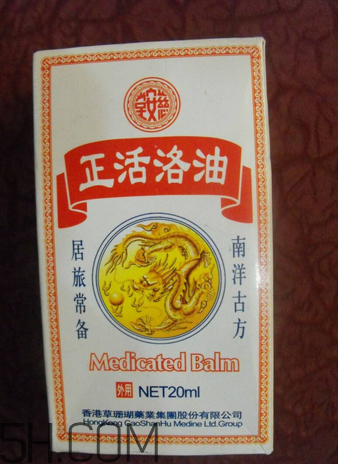 正活洛油
居旅常备
南洋古方
Medicated Balm
外用 NET20ml
香港草珊瑚藥業集團股份有限公司
HongKong CaoShanHu Medine Ltd.Group
5H.COM